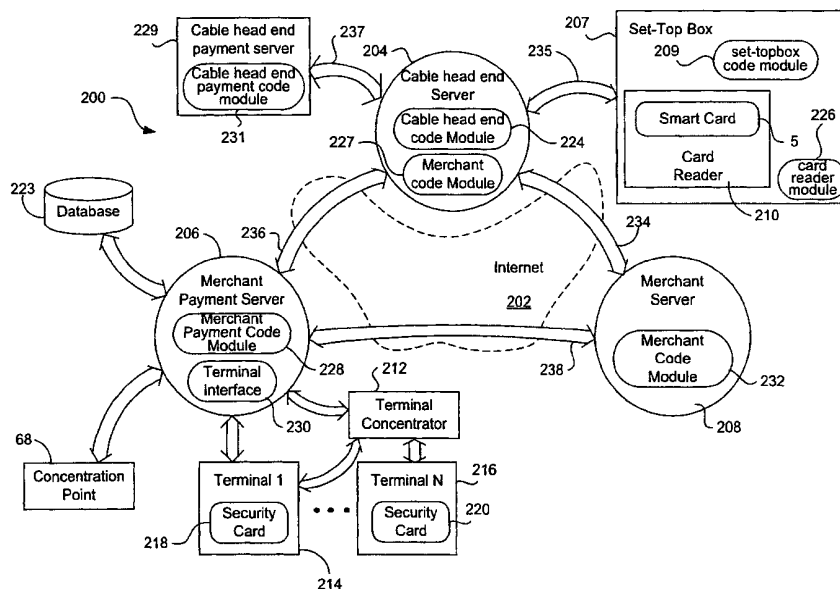 229
Cable head end
payment server
Cable head end
payment code
module
231
237
204
Cable head end
Server
Cable head end
code Module
224
227
Merchant
code Module
235
207
Set-Top Box
209
set-topbox
code module
Smart Card
5
226
Card
Reader
card
reader
module
210
200
223
Database
206
236
234
Internet
202
Merchant
Payment Server
Merchant
Payment Code
Module
228
Terminal
Interface
230
238
Merchant
Server
Merchant
Code
Module
232
208
212
Terminal
Concentrator
68
Concentration
Point
Terminal 1
Security
Card
218
214
Terminal N
216
Security
Card
220